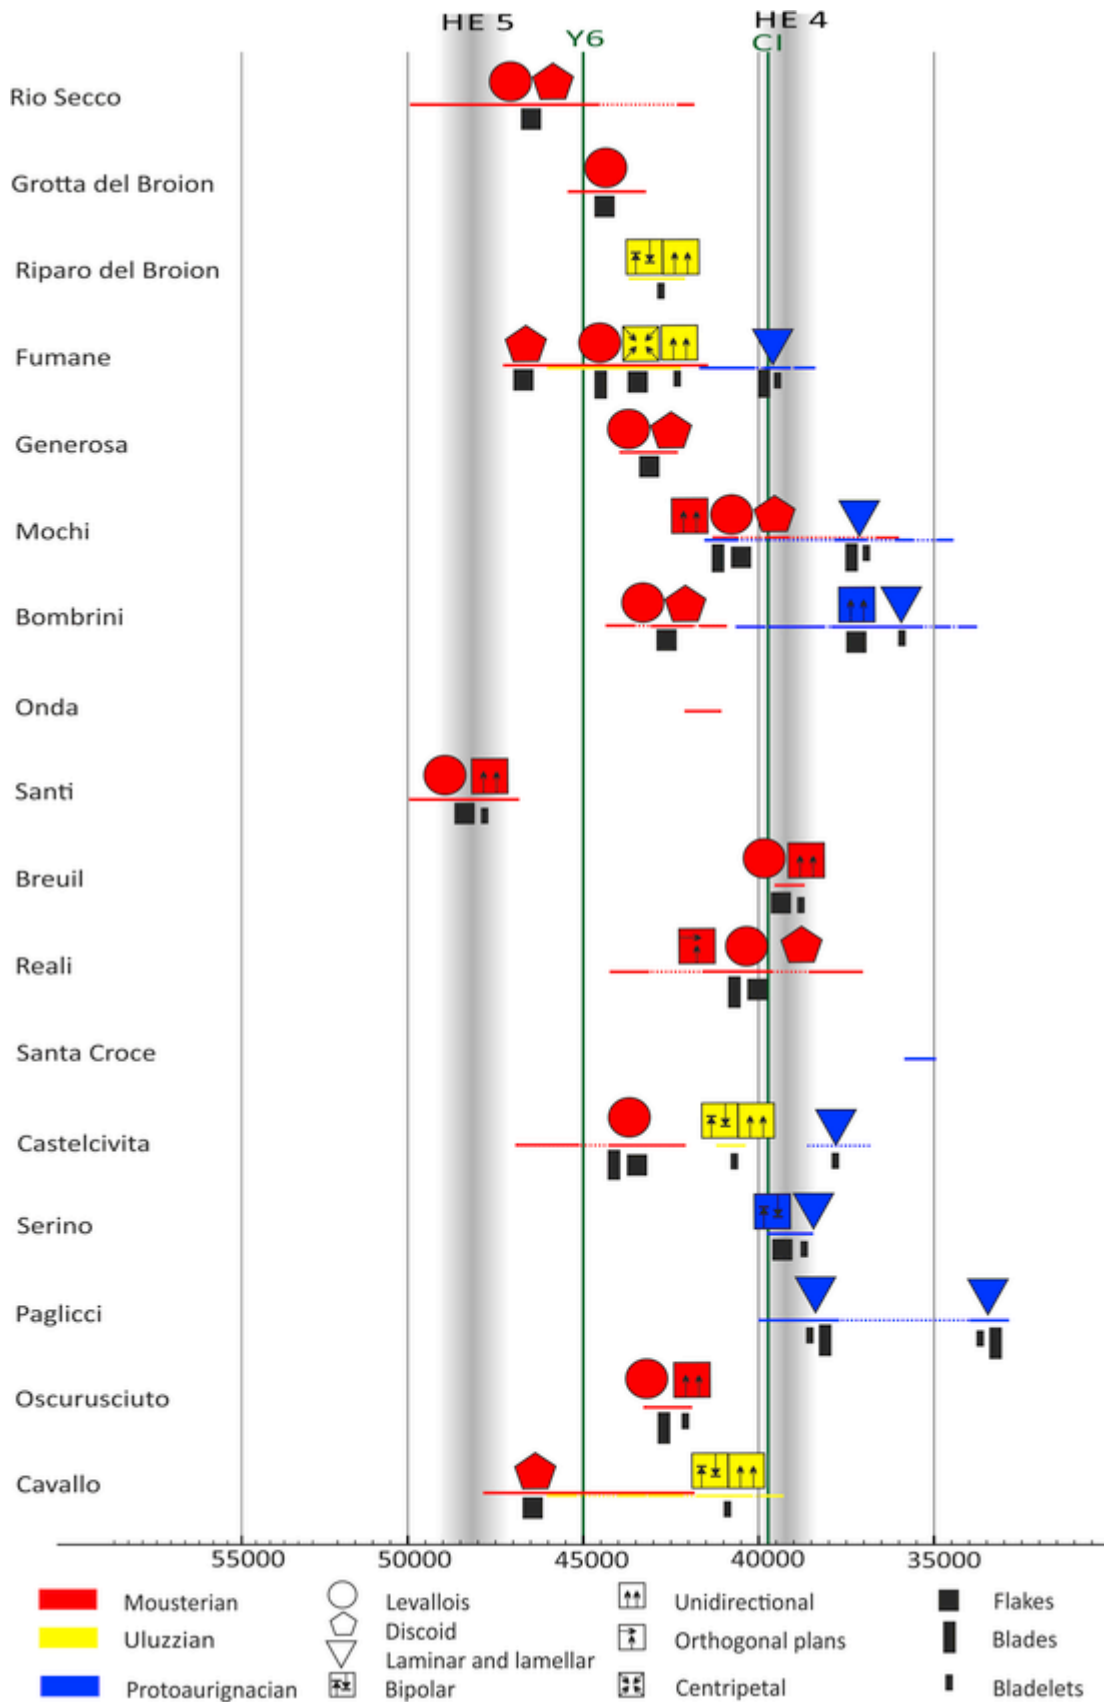 HE 5
HE 4
Y6
CI
Rio Secco
Grotta del Broion
Riparo del Broion
Fumane
Generosa
Mochi
Bombrini
Onda
Santi
Breuil
Reali
Santa Croce
Castelcivita
Serino
Paglicci
Oscurusciuto
Cavallo
55000 50000 45000 40000 35000
Mousterian Levallois Unidirectional Flakes
Uluzzian Discoid Orthogonal plans Blades
Laminar and lamellar
Protoaurignacian Bipolar Centripetal Bladelets